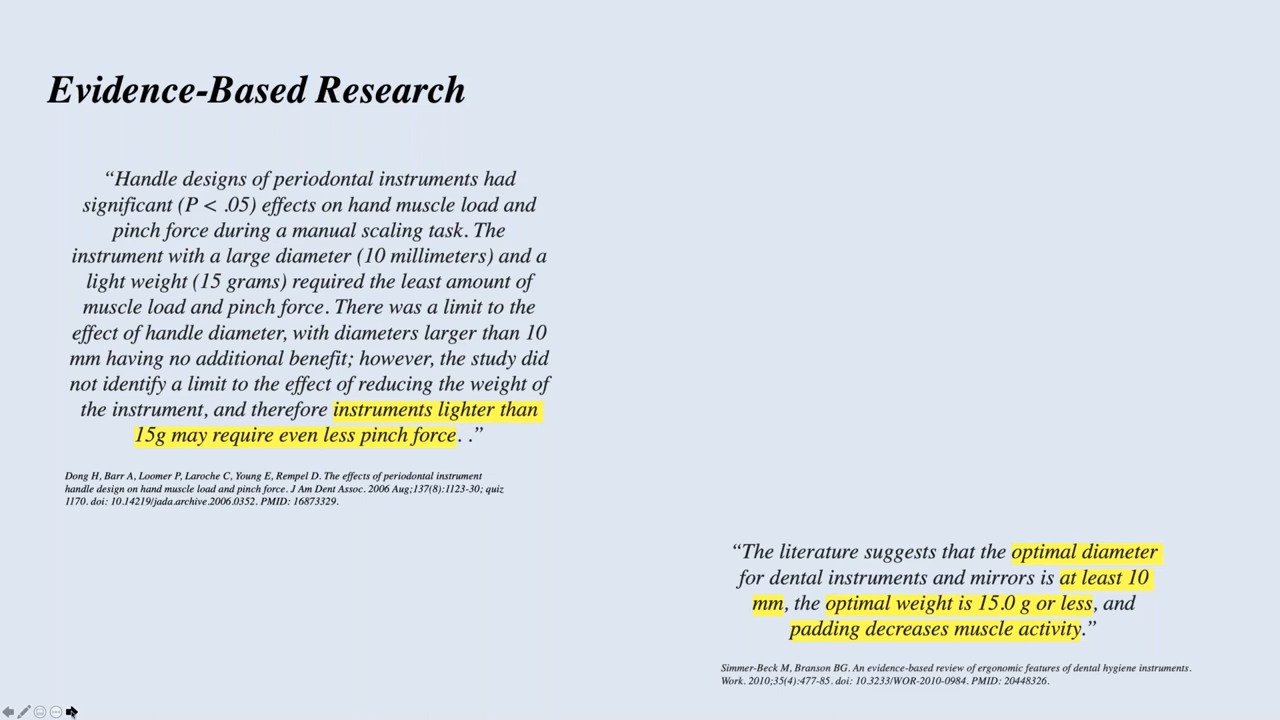 Evidence-Based Research
“Handle designs of periodontal instruments had
significant (P < .05) effects on hand muscle load and
pinch force during a manual scaling task. The
instrument with a large diameter (10 millimeters) and a
light weight (15 grams) required the least amount of
muscle load and pinch force. There was a limit to the
effect of handle diameter, with diameters larger than 10
mm having no additional benefit; however, the study did
not identify a limit to the effect of reducing the weight of
the instrument, and therefore instruments lighter than
15g may require even less pinch force. .”
Dong H, Barr A, Loomer P, Laroche C, Young E, Rempel D. The effects of periodontal instrument
handle design on hand muscle load and pinch force. J Am Dent Assoc. 2006 Aug;137(8):1123-30; quiz
1170. doi: 10.14219/jada.archive.2006.0352. PMID: 16873329.
“The literature suggests that the optimal diameter
for dental instruments and mirrors is at least 10
mm, the optimal weight is 15.0 g or less, and
padding decreases muscle activity.”
Simmer-Beck M, Branson BG. An evidence-based review of ergonomic features of dental hygiene instruments.
Work. 2010;35(4):477-85. doi: 10.3233/WOR-2010-0984. PMID: 20448326.